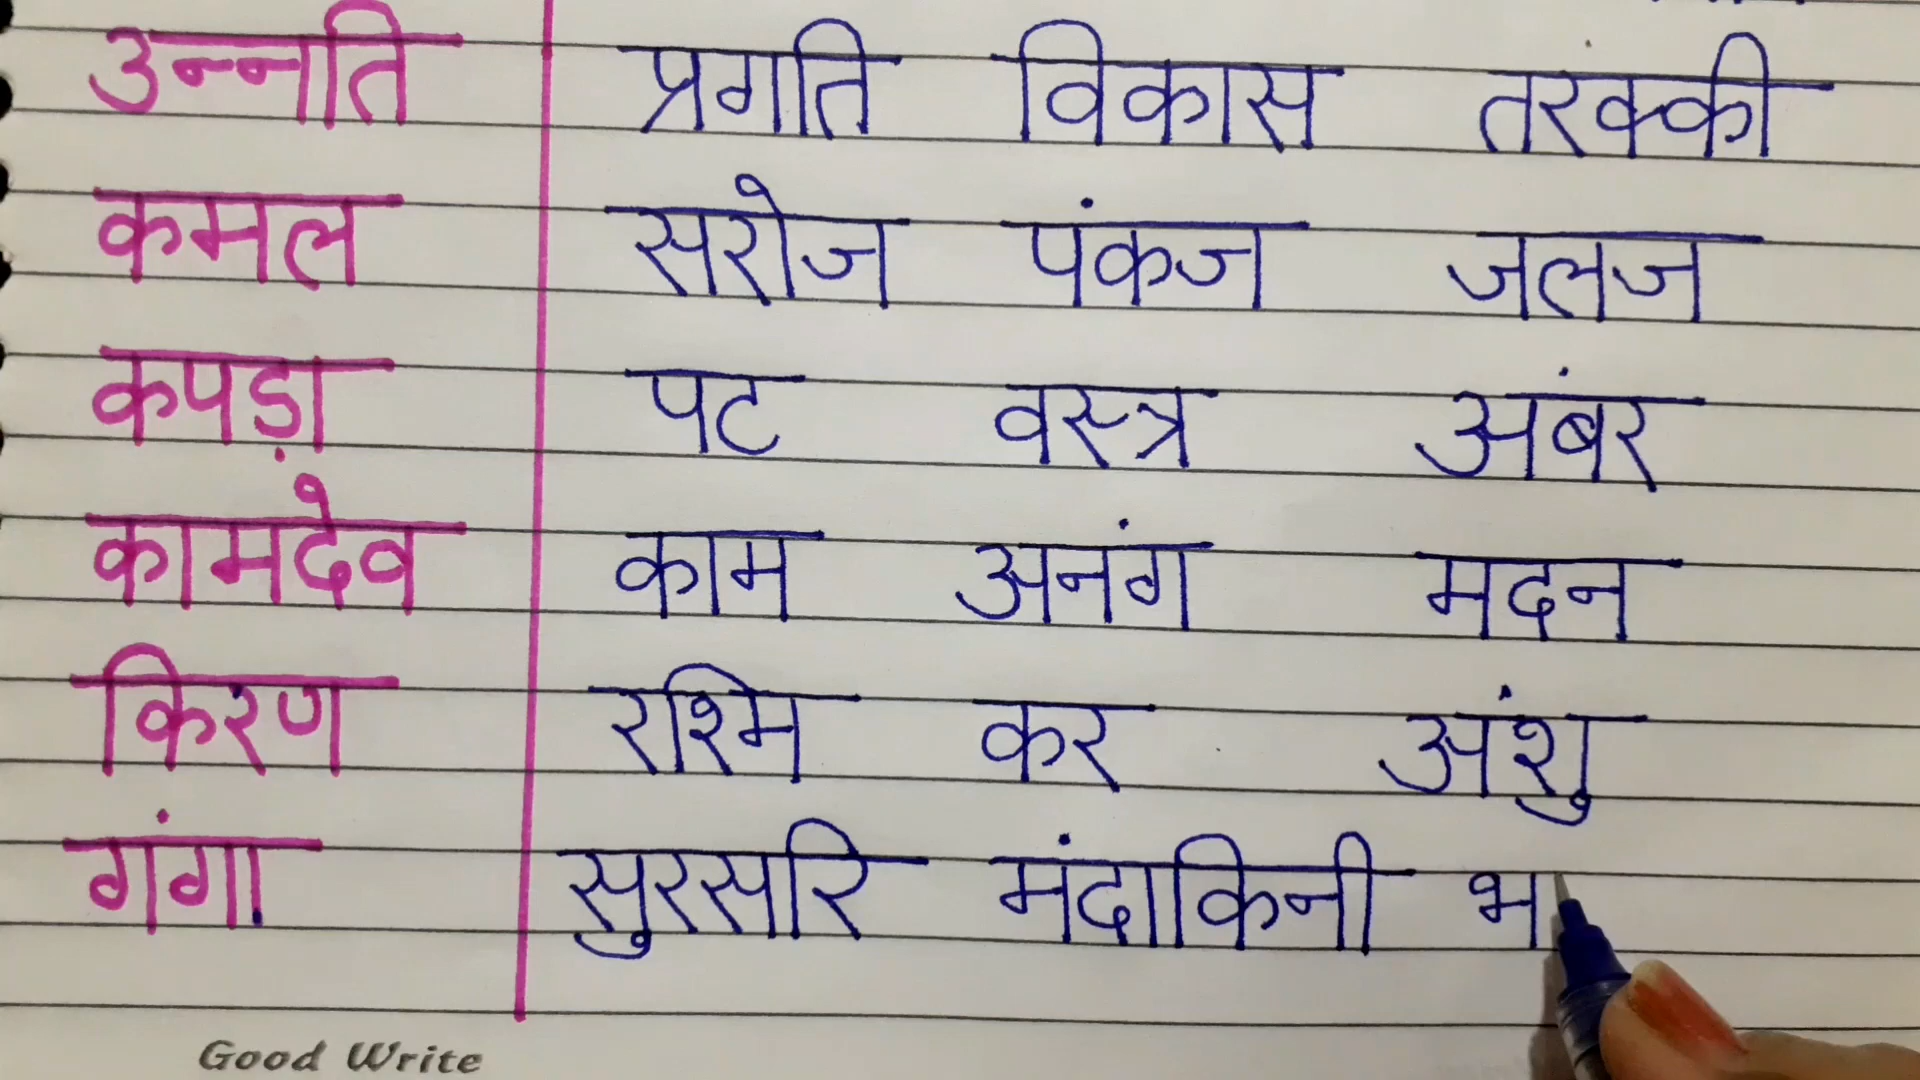 उन्नति प्रगति विकास तरक्की
कमल सरोज पंकज जलज
कपड़ा पट वस्त्र अंबर
कामदेव काम अनंग मदन
किरण रश्मि कर अंशु
गंगा सुरसरि मंदाकिनी भ
Good Write